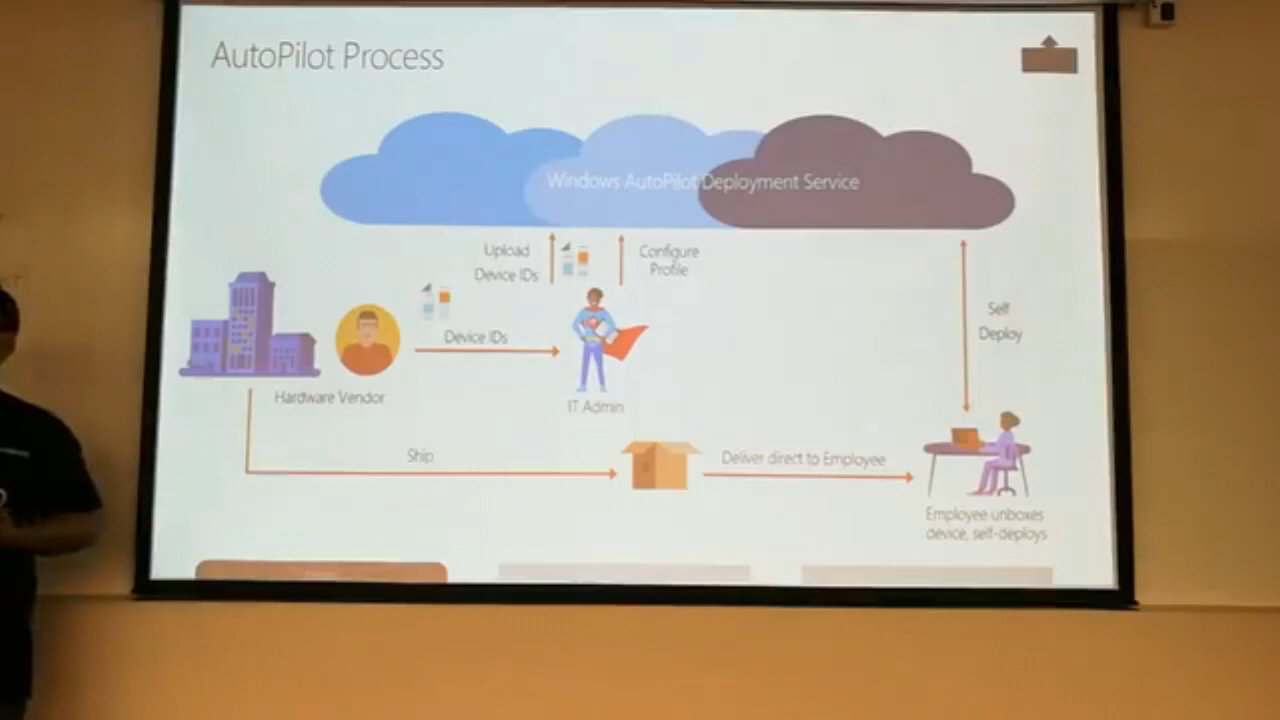 AutoPilot Process
Windows AutoPilot Deployment Service
Upload
Device IDs
Configure
Profile
Device IDs
Self
Deploy
Hardware Vendor
IT Admin
Ship
Deliver direct to Employee
Employee unboxes
device, self-deploys